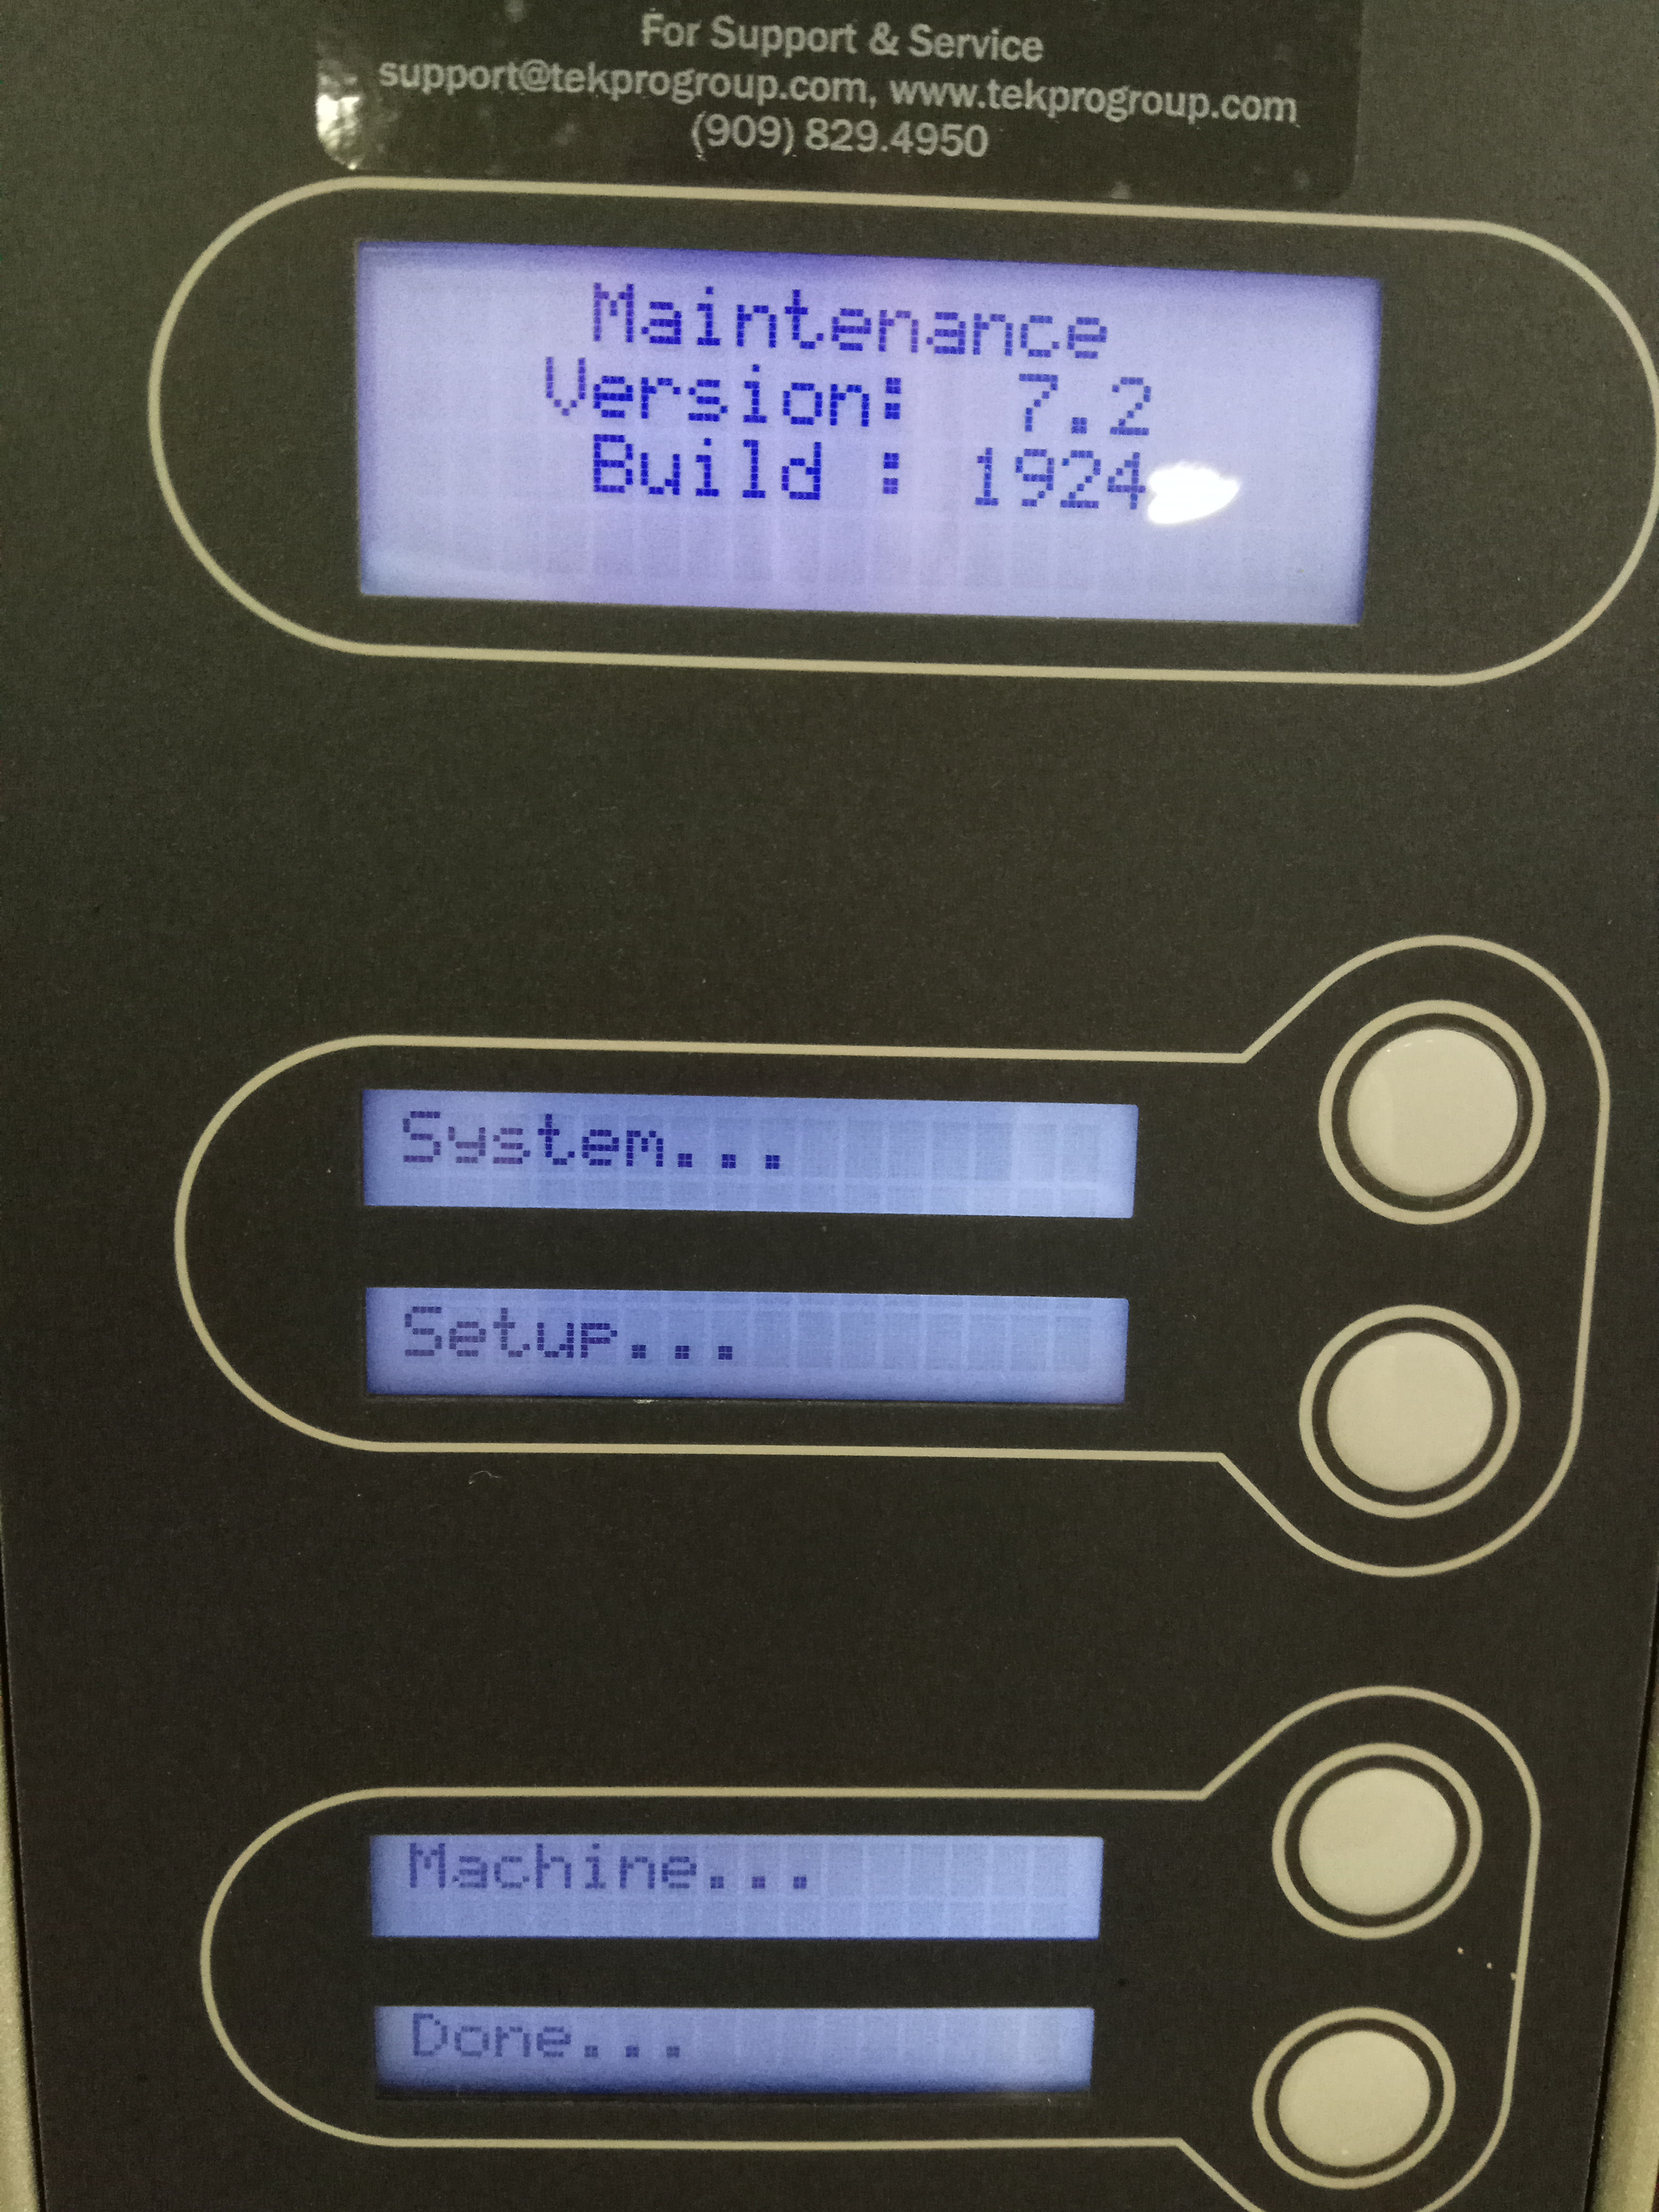 For Support & Service
support@tekprogroup.com, www.tekprogroup.com
(909) 829.4950
Maintenance
Version: 7.2
Build : 1924
System...
Setup...
Machine...
Done...